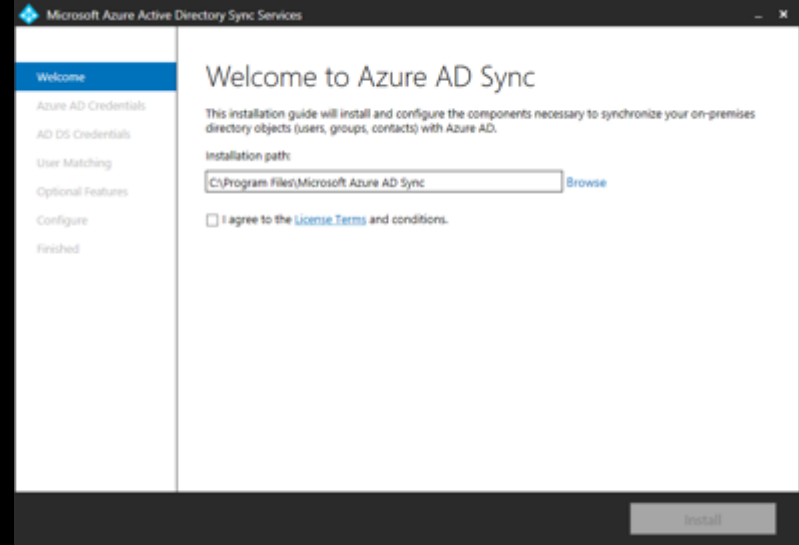 Microsoft Azure Active Directory Sync Services
Welcome
Azure AD Credentials
AD DS Credentials
User Matching
Optional Features
Configure
Finished
Welcome to Azure AD Sync
This installation guide will install and configure the components necessary to synchronize your on-premises
directory objects (users, groups, contacts) with Azure AD.
Installation path:
C:\Program Files\Microsoft Azure AD Sync
Browse
I agree to the License Terms and conditions.
Install